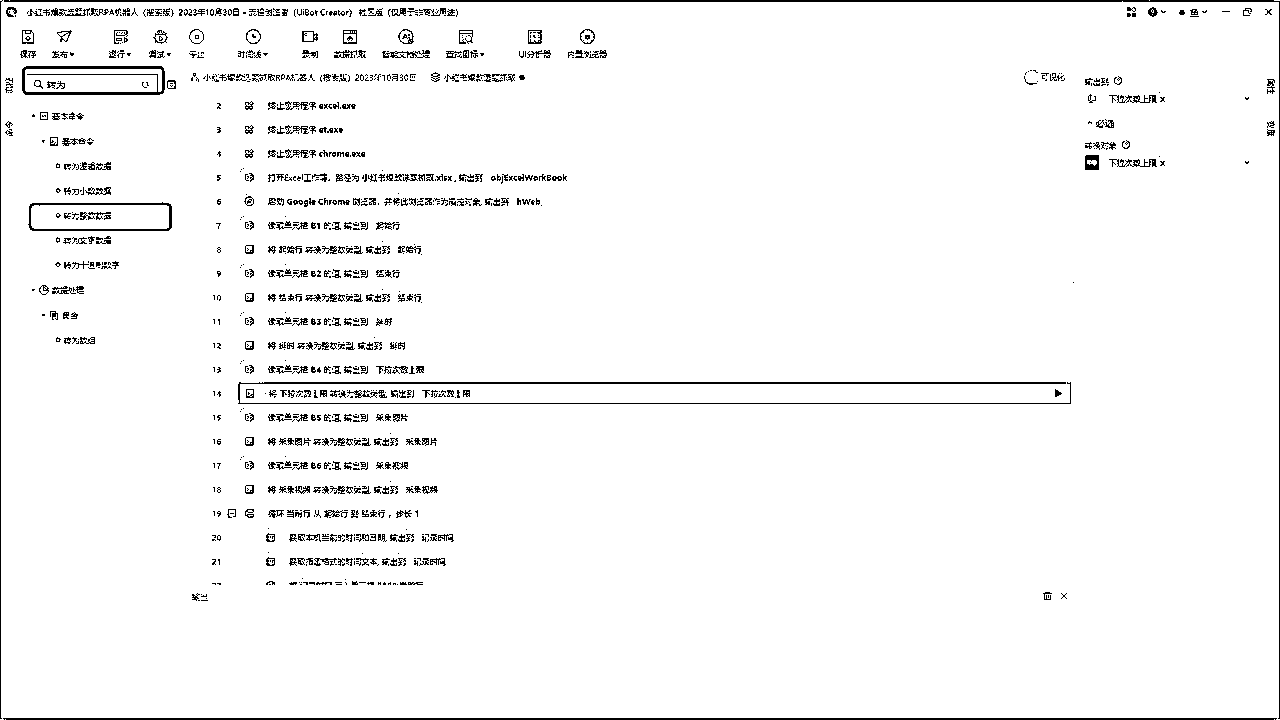 小红书爆款选题抓取RPA机器人（搜索版）2023年10月30日 - 流程创造者（UiBot Creator） 社区版（仅用于非商业用途）
保存 发布 运行 调试 停止 时间线 录制 数据抓取 智能文档处理 查找图标 UI分析器 内置浏览器
转为
小红书爆款选题抓取RPA机器人（搜索版）2023年10月30日 小红书爆款选题抓取
可视化
基本命令
基本命令
转为逻辑数据
转为小数数据
转为整数数据
转为文字数据
转为十进制数字
数据处理
集合
转为数组
2 终止应用程序 excel.exe
3 终止应用程序 et.exe
4 终止应用程序 chrome.exe
5 打开Excel工作簿，路径为 小红书爆款选题抓取.xlsx，输出到 objExcelWorkBook
6 启动 Google Chrome 浏览器，并将此浏览器作为操控对象，输出到 hWeb
7 读取单元格 B1 的值，输出到 起始行
8 将 起始行 转换为整数类型，输出到 起始行
9 读取单元格 B2 的值，输出到 结束行
10 将 结束行 转换为整数类型，输出到 结束行
11 读取单元格 B3 的值，输出到 延时
12 将 延时 转换为整数类型，输出到 延时
13 读取单元格 B4 的值，输出到 下拉次数上限
14 将 下拉次数上限 转换为整数类型，输出到 下拉次数上限
15 读取单元格 B5 的值，输出到 采集图片
16 将 采集图片 转换为整数类型，输出到 采集图片
17 读取单元格 B6 的值，输出到 采集视频
18 将 采集视频 转换为整数类型，输出到 采集视频
19 循环 当前行 从 起始行 到 结束行，步长 1
20 获取本机当前的时间和日期，输出到 记录时间
21 获取指定格式的时间文本，输出到 记录时间
输出
输出到
下拉次数上限 x
必选
转换对象
下拉次数上限 x